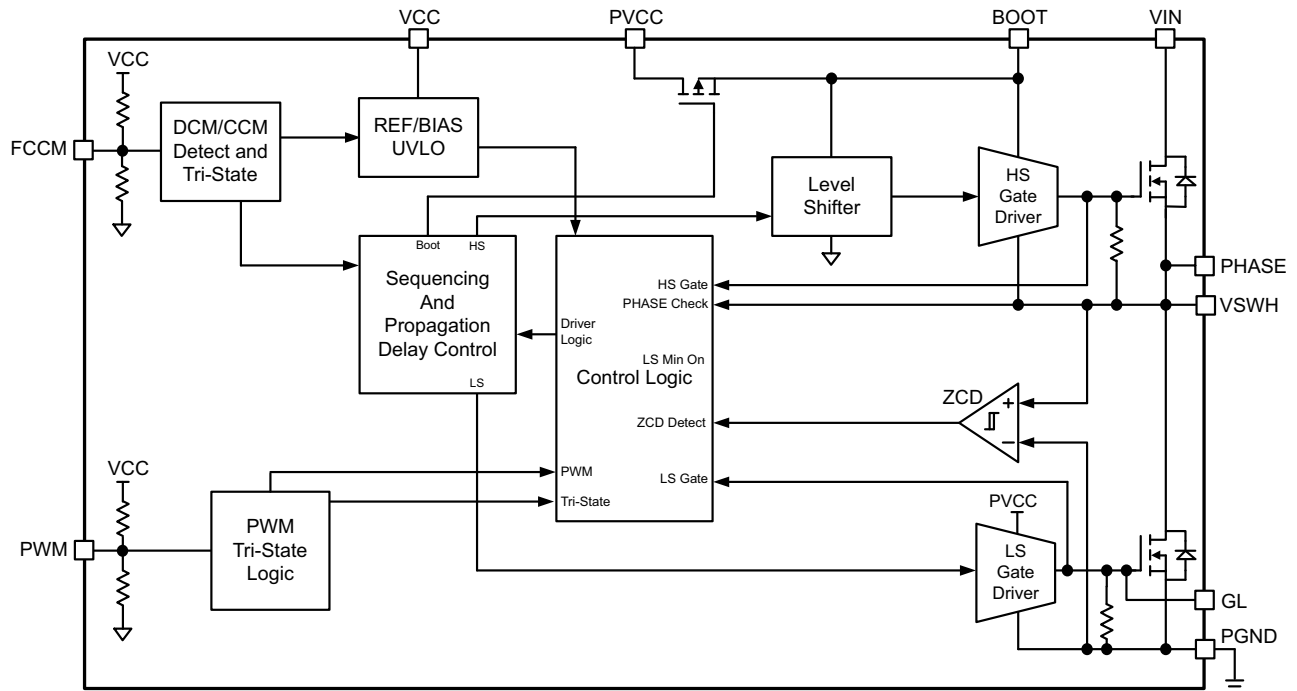 VCC
PVCC
BOOT
VIN
VCC
FCCM
DCM/CCM
Detect and
Tri-State
REF/BIAS
UVLO
Level
Shifter
HS
Gate
Driver
Boot
HS
Sequencing
And
Propagation
Delay Control
LS
HS Gate
PHASE Check
Driver
Logic
LS Min On
Control Logic
ZCD Detect
LS Gate
PWM
Tri-State
PHASE
VSWH
ZCD
+
−
VCC
PWM
PWM
Tri-State
Logic
PVCC
LS
Gate
Driver
GL
PGND